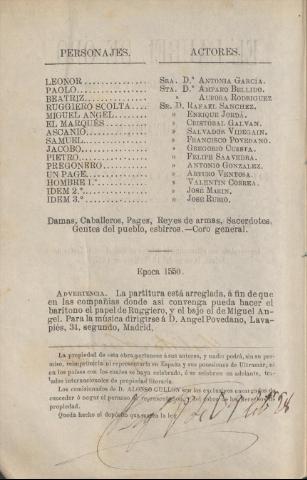 PERSONAJES. ACTORES.
LEONOR............... SRA. D.ª ANTONIA GARCÍA.
PAOLO................ STA. D.ª AMPARO BELLIDO.
BEATRIZ.............. » AURORA RODRIGUEZ
RUGGIERO SCOLTA...... SR. D. RAFAEL SANCHEZ.
MIGUEL ANGEL......... » ENRIQUE JORDÁ.
EL MARQUÉS........... » CRISTOBAL GALVAN.
ASCANIO.............. » SALVADOR VIDEGAIN.
SAMUEL............... » FRANCISCO POVEDANO.
JACOBO............... » GREGORIO CUESTA.
PIETRO............... » FELIPE SAAVEDRA.
PREGONERO............ » ANTONIO GONZALEZ.
UN PAGE.............. » ARTURO VENTOSA.
HOMBRE 1.º........... » VALENTIN CORREA.
IDEM 2.º............. » JOSÉ MARIN.
IDEM 3.º............. » JOSÉ RUBIO.
Damas, Caballeros, Pages, Reyes de armas, Sacerdotes,
Gentes del pueblo, esbirros.—Coro general.
Epoca 1550.
ADVERTENCIA. La partitura está arreglada, á fin de que
en las compañías donde así convenga pueda hacer el
barítono el papel de Ruggiero, y el bajo el de Miguel An-
gel. Para la música dirigirse á D. Angel Povedano, Lava-
piés, 34, segundo, Madrid.
La propiedad de esta obra pertenece á sus autores, y nadie podrá, sin su per-
miso, reimprimirla ni representarla en España y sus posesiones de Ultramar, ni
en los países con los cuales se haya celebrado, ó se celebren en adelante, tra-
tados internacionales de propiedad literaria.
Los comisionados de D. ALONSO GULLON son los exclusivos encargados de
conceder ó negar el permiso de representacion, y del cobro de los derechos de
propiedad.
Queda hecho el depósito que marca la ley.